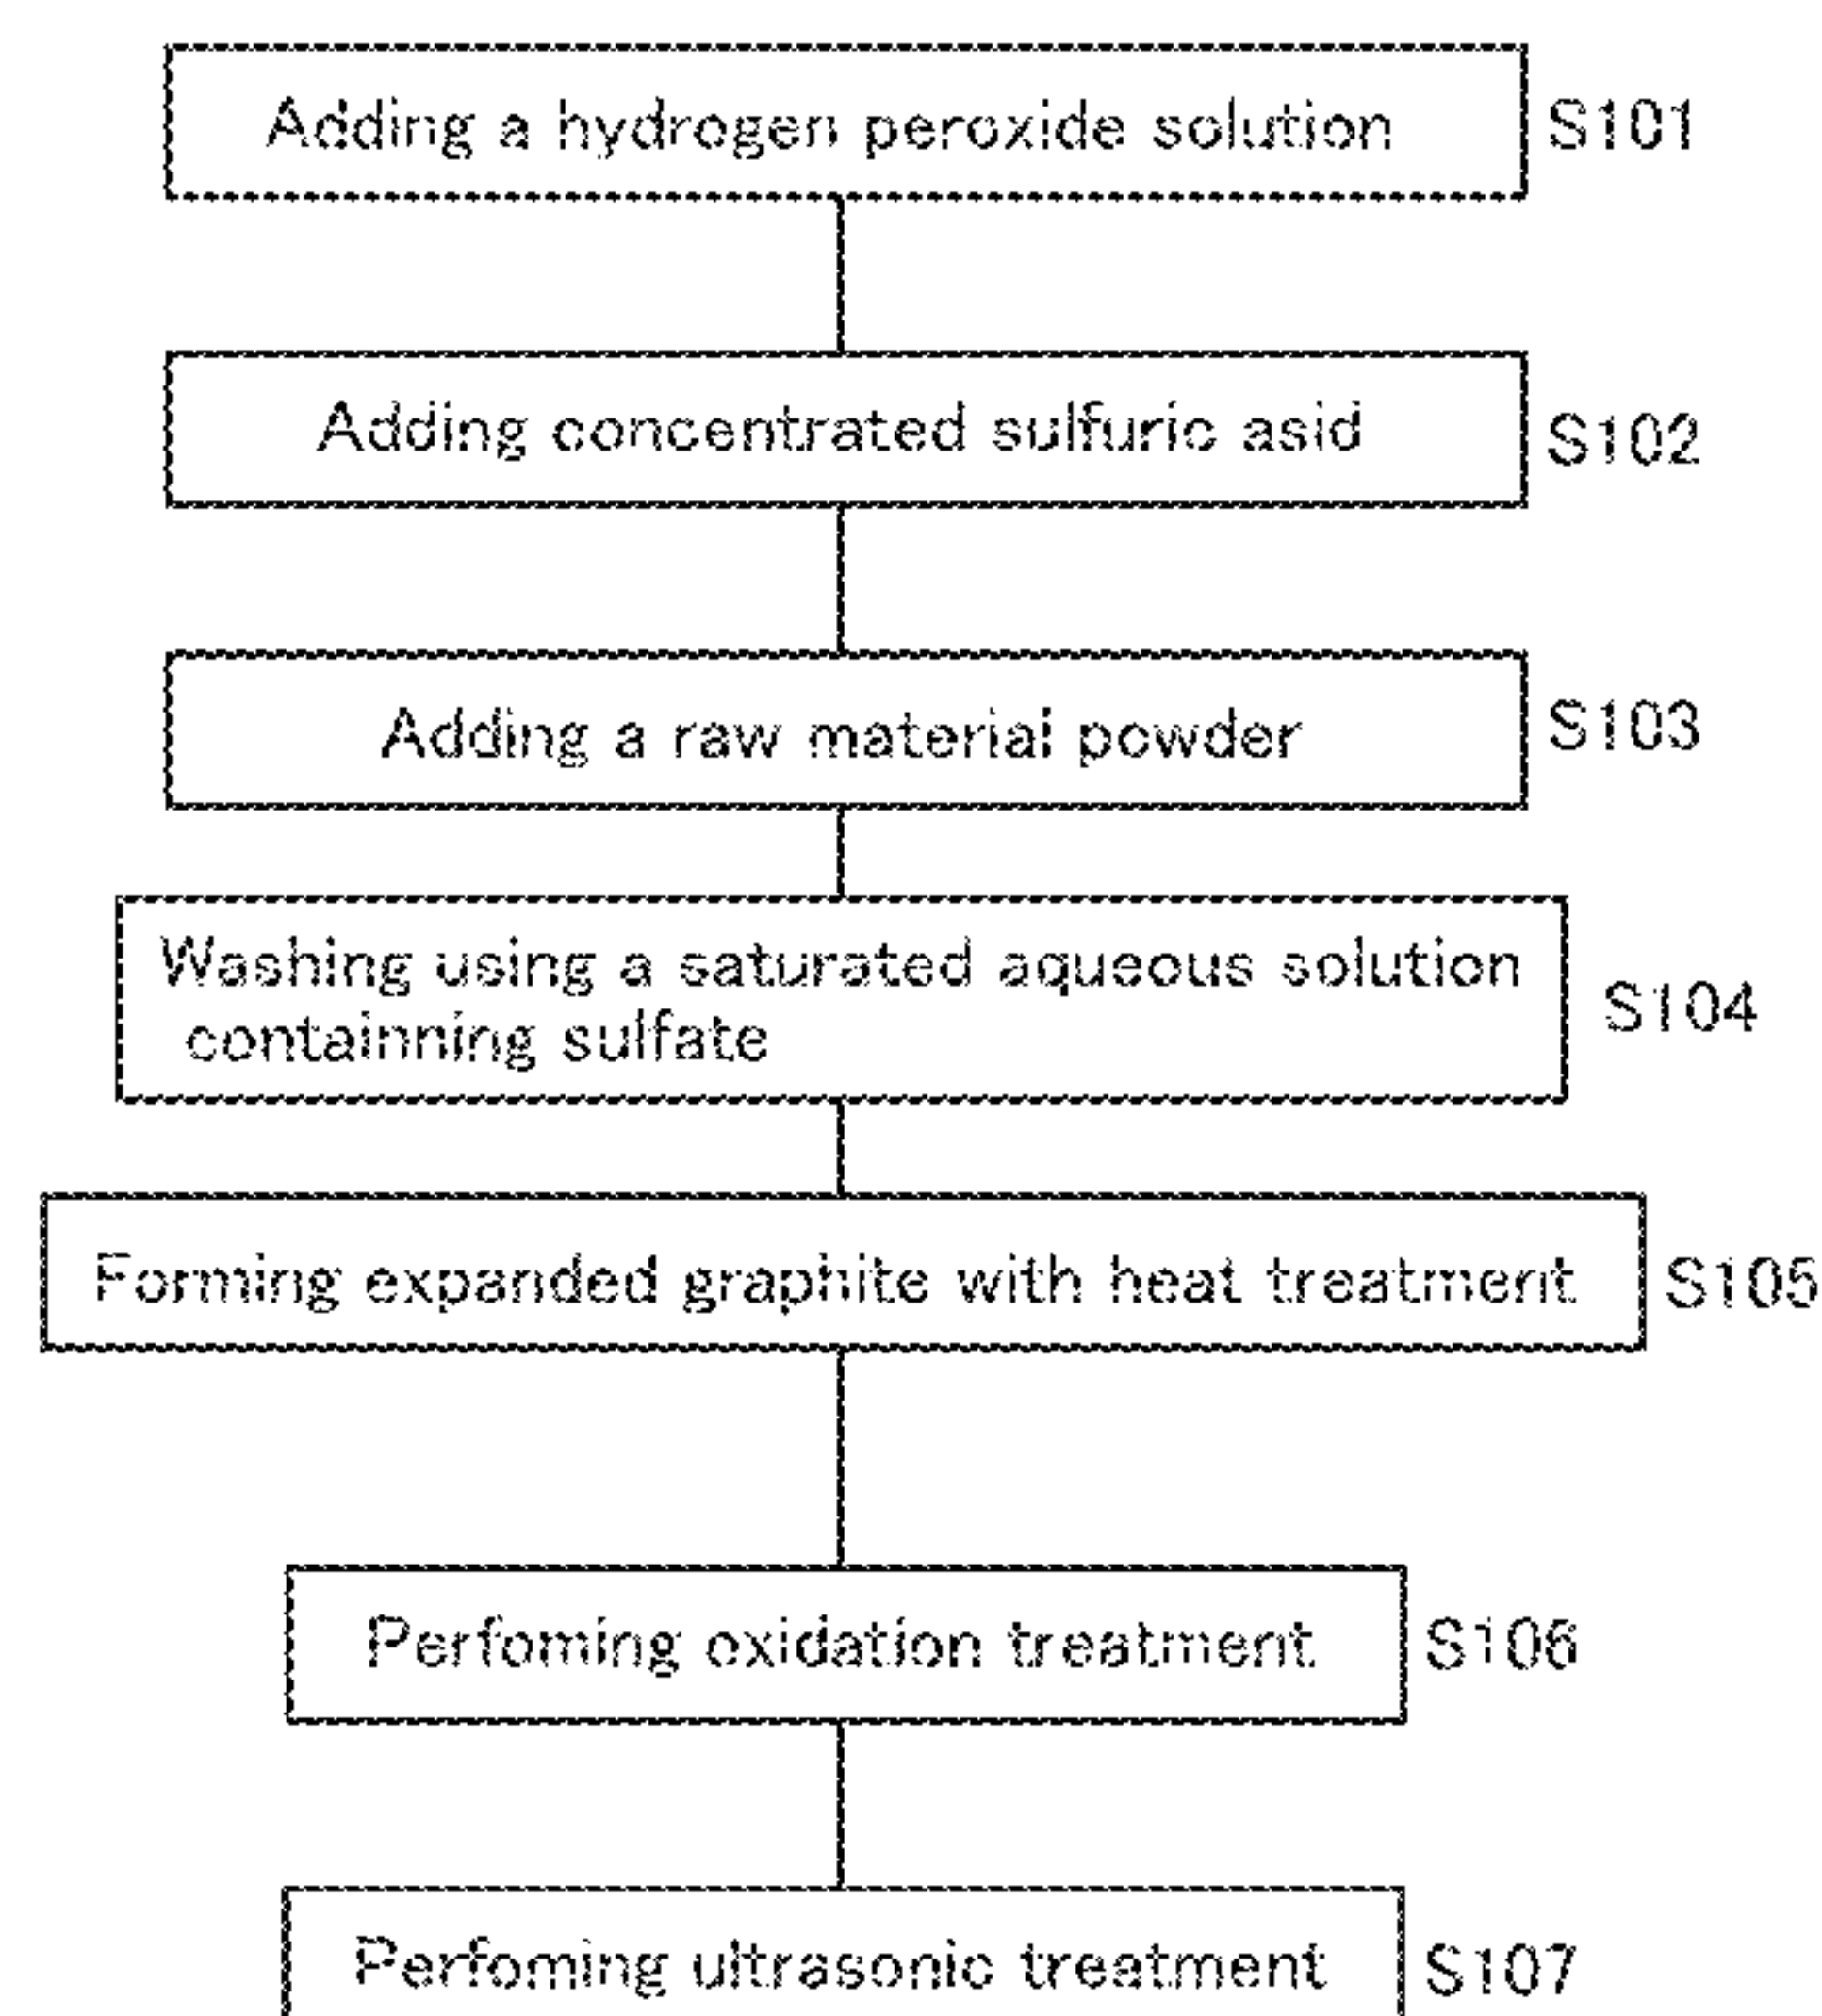 Adding a hydrogen peroxide solution S101
Adding concentrated sulfuric asid S102
Adding a raw material powder S103
Washing using a saturated aqueous solution
containning sulfate S104
Forming expanded graphite with heat treatment S105
Perfoming oxidation treatment S106
Perfoming ultrasonic treatment S107